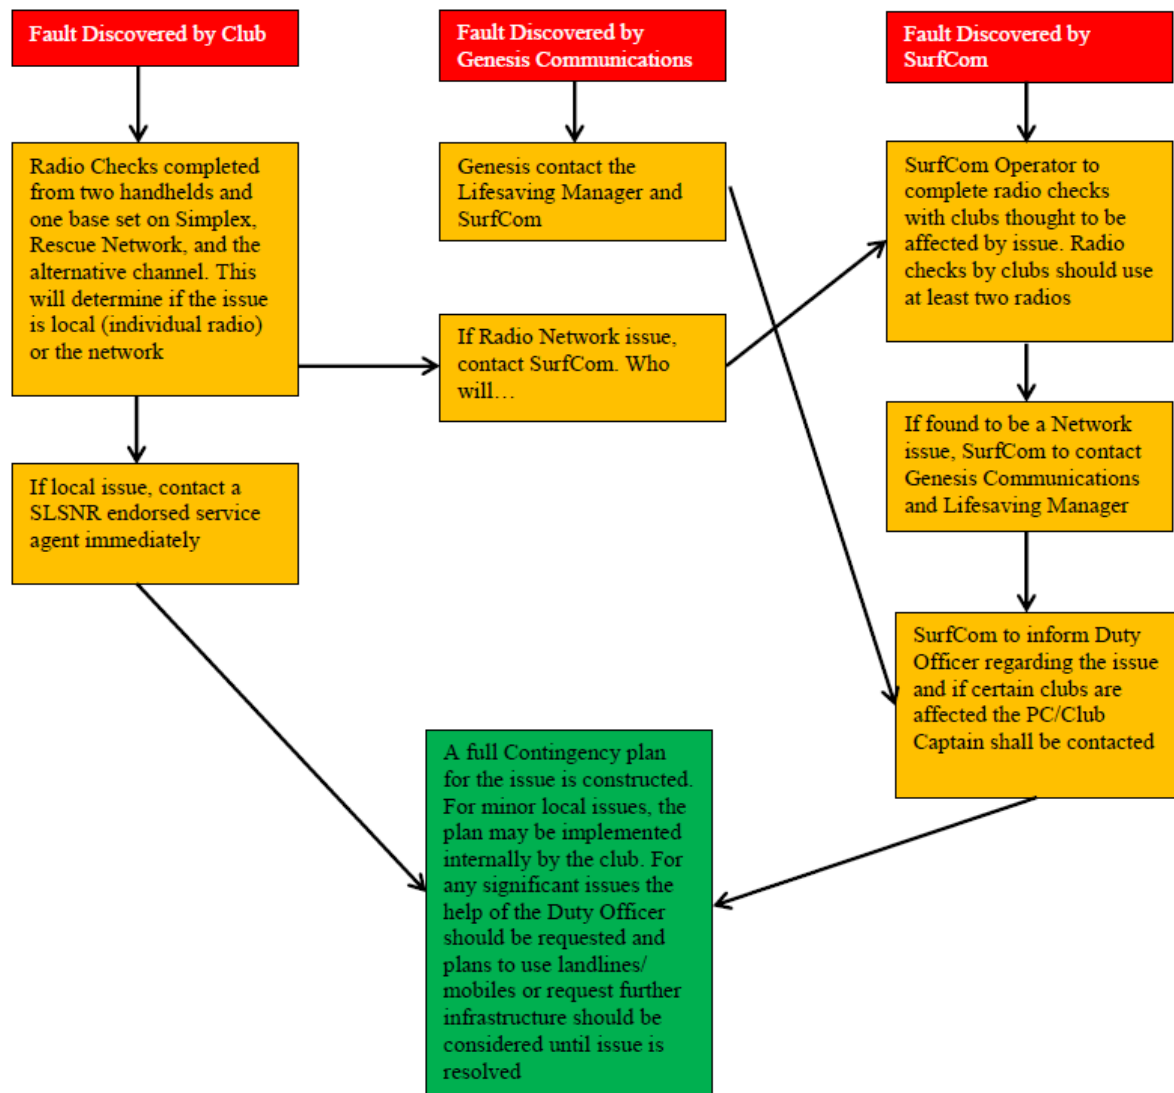 Fault Discovered by Club
Fault Discovered by
Genesis Communications
Fault Discovered by
SurfCom
Radio Checks completed
from two handhelds and
one base set on Simplex,
Rescue Network, and the
alternative channel. This
will determine if the issue
is local (individual radio)
or the network
Genesis contact the
Lifesaving Manager and
SurfCom
SurfCom Operator to
complete radio checks
with clubs thought to be
affected by issue. Radio
checks by clubs should use
at least two radios
If Radio Network issue,
contact SurfCom. Who
will…
If local issue, contact a
SLSNR endorsed service
agent immediately
If found to be a Network
issue, SurfCom to contact
Genesis Communications
and Lifesaving Manager
SurfCom to inform Duty
Officer regarding the issue
and if certain clubs are
affected the PC/Club
Captain shall be contacted
A full Contingency plan
for the issue is constructed.
For minor local issues, the
plan may be implemented
internally by the club. For
any significant issues the
help of the Duty Officer
should be requested and
plans to use landlines/
mobiles or request further
infrastructure should be
considered until issue is
resolved